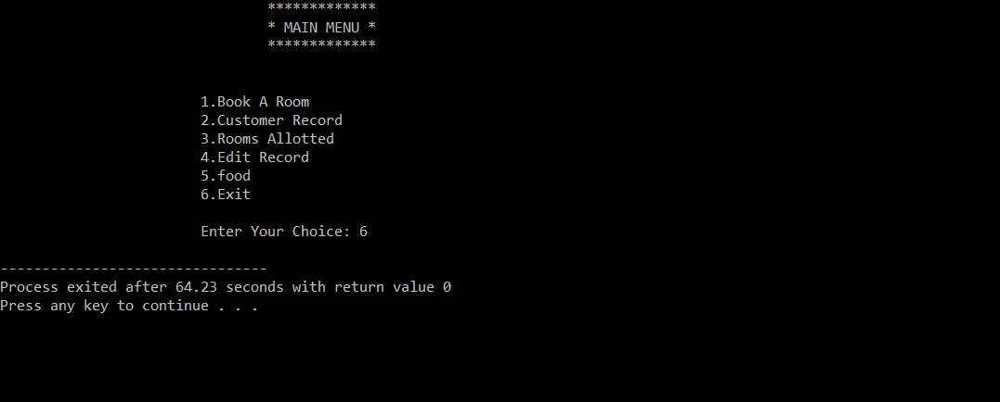 *************
* MAIN MENU *
*************
1.Book A Room
2.Customer Record
3.Rooms Allotted
4.Edit Record
5.food
6.Exit
Enter Your Choice: 6
--------------------------------
Process exited after 64.23 seconds with return value 0
Press any key to continue . . .